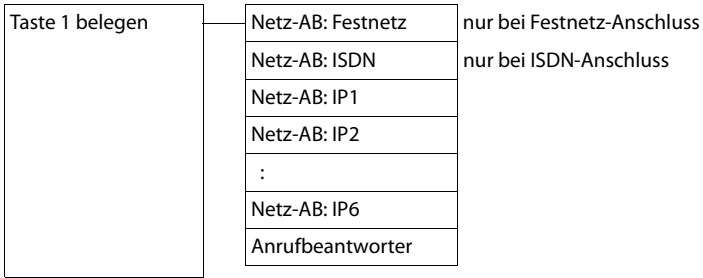 Taste 1 belegen
Netz-AB: Festnetz nur bei Festnetz-Anschluss
Netz-AB: ISDN nur bei ISDN-Anschluss
Netz-AB: IP1
Netz-AB: IP2
:
Netz-AB: IP6
Anrufbeantworter